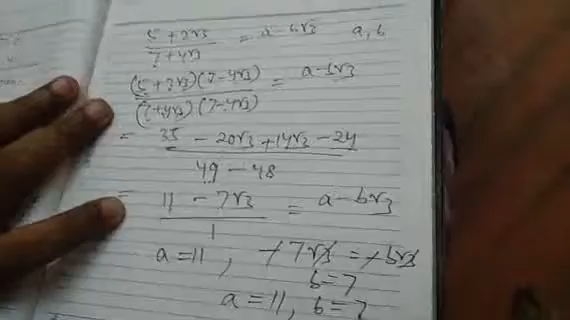 5 + 2√3 / 7 + 4√3 = a - b√3 a, b
(5 + 2√3)(7 - 4√3) / (7 + 4√3)(7 - 4√3) = a - b√3
= 35 - 20√3 + 14√3 - 24 / 49 - 48
= 11 - 7√3 / 1 = a - b√3
a = 11, -7√3 = -b√3
b = 7
a = 11, b = 7